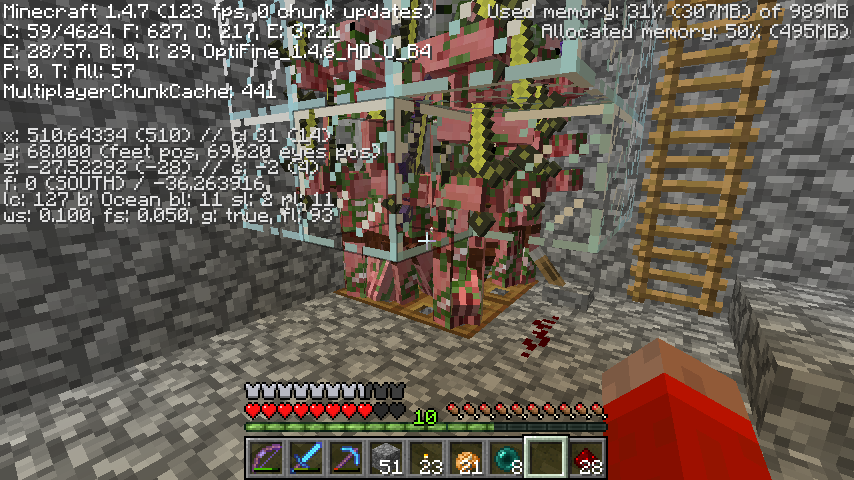 Minecraft 1.4.7 (123 fps, 0 chunk updates)
C: 59/4624, F: 627, O: 217, E: 3721
E: 28/57, B: 0, I: 29, OptiFine_1.4.6_HD_U_B4
P: 0, T: All: 57
MultiplayerChunkCache: 441
Used memory: 31% (307MB) of 989MB
Allocated memory: 50% (495MB)
x: 510.64334 (510) // c: 31 (14)
y: 68.000 (feet pos, 69.620 eyes pos)
z: -27.52292 (-28) // c: -2 (4)
f: 0 (SOUTH) / -36.263916
lc: 127 b: Ocean bl: 11 sl: 2 rl: 11
ws: 0.100, fs: 0.050, g: true, fl: 93
10
51 23 21 8 28